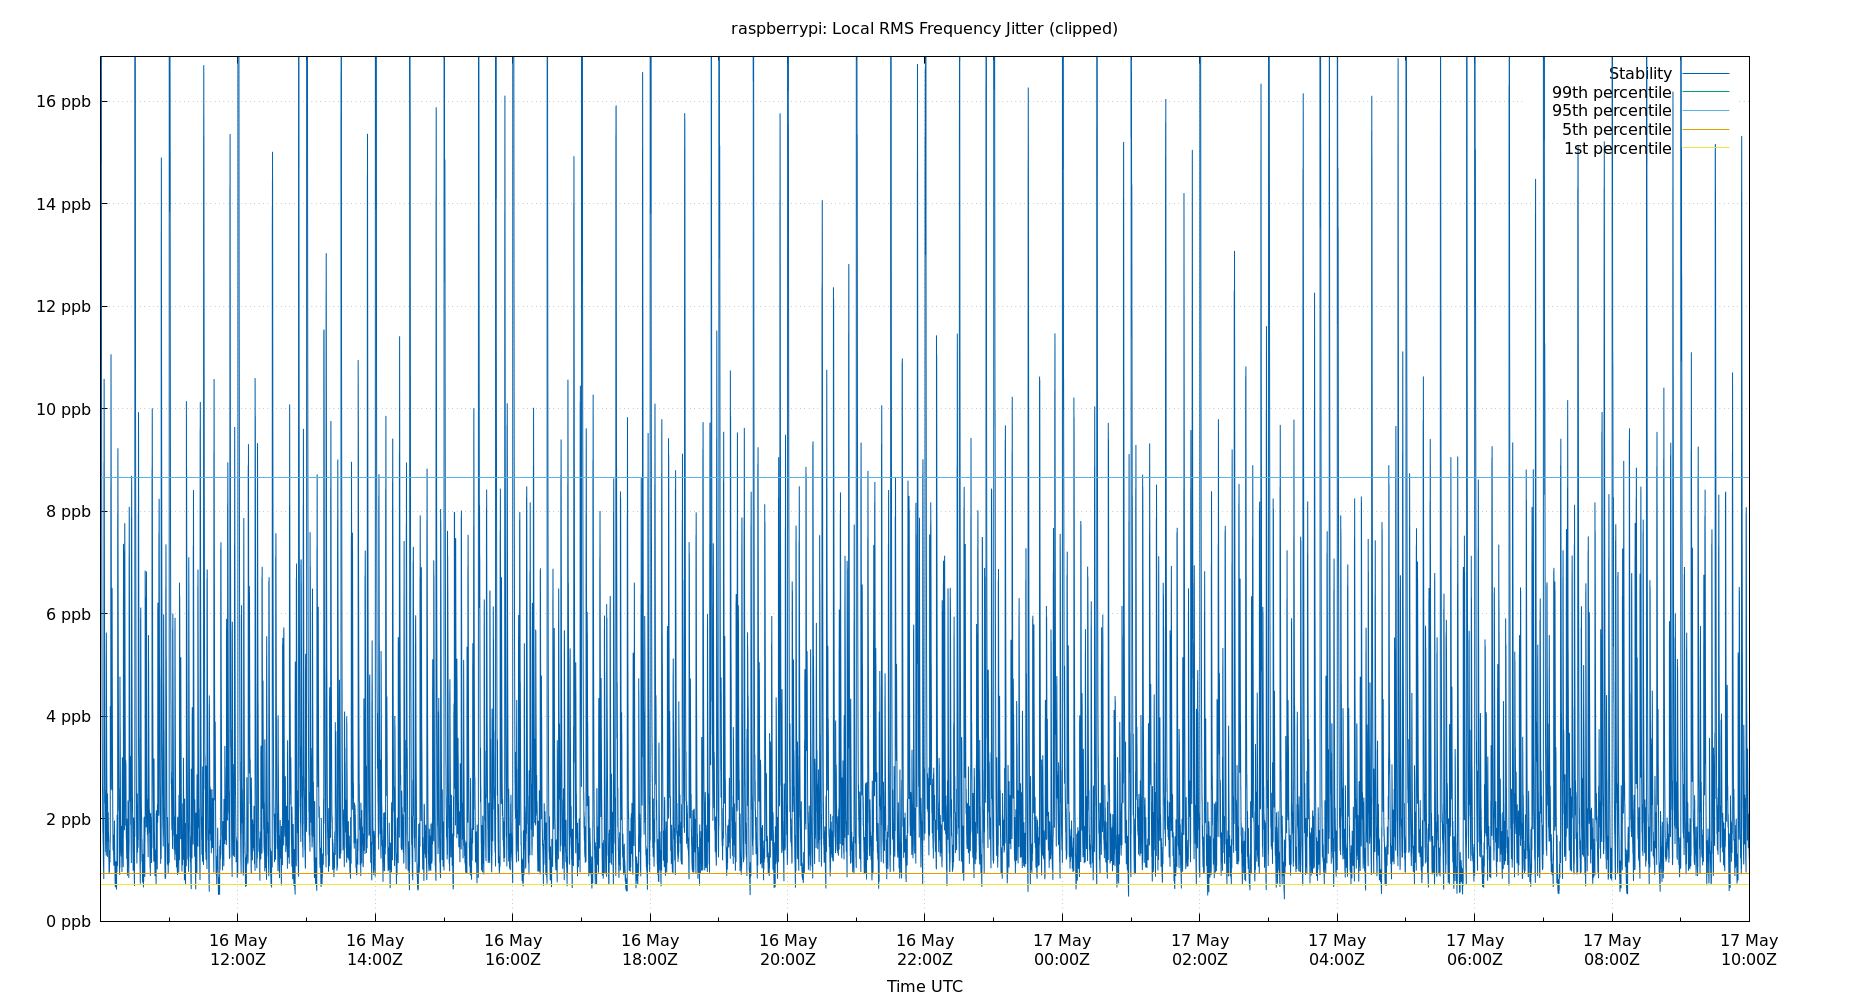 raspberrypi: Local RMS Frequency Jitter (clipped)
Stability
99th percentile
95th percentile
5th percentile
1st percentile
16 ppb
14 ppb
12 ppb
10 ppb
8 ppb
6 ppb
4 ppb
2 ppb
0 ppb
16 May 16 May 16 May 16 May 16 May 16 May 17 May 17 May 17 May 17 May 17 May 17 May
12:00Z 14:00Z 16:00Z 18:00Z 20:00Z 22:00Z 00:00Z 02:00Z 04:00Z 06:00Z 08:00Z 10:00Z
Time UTC